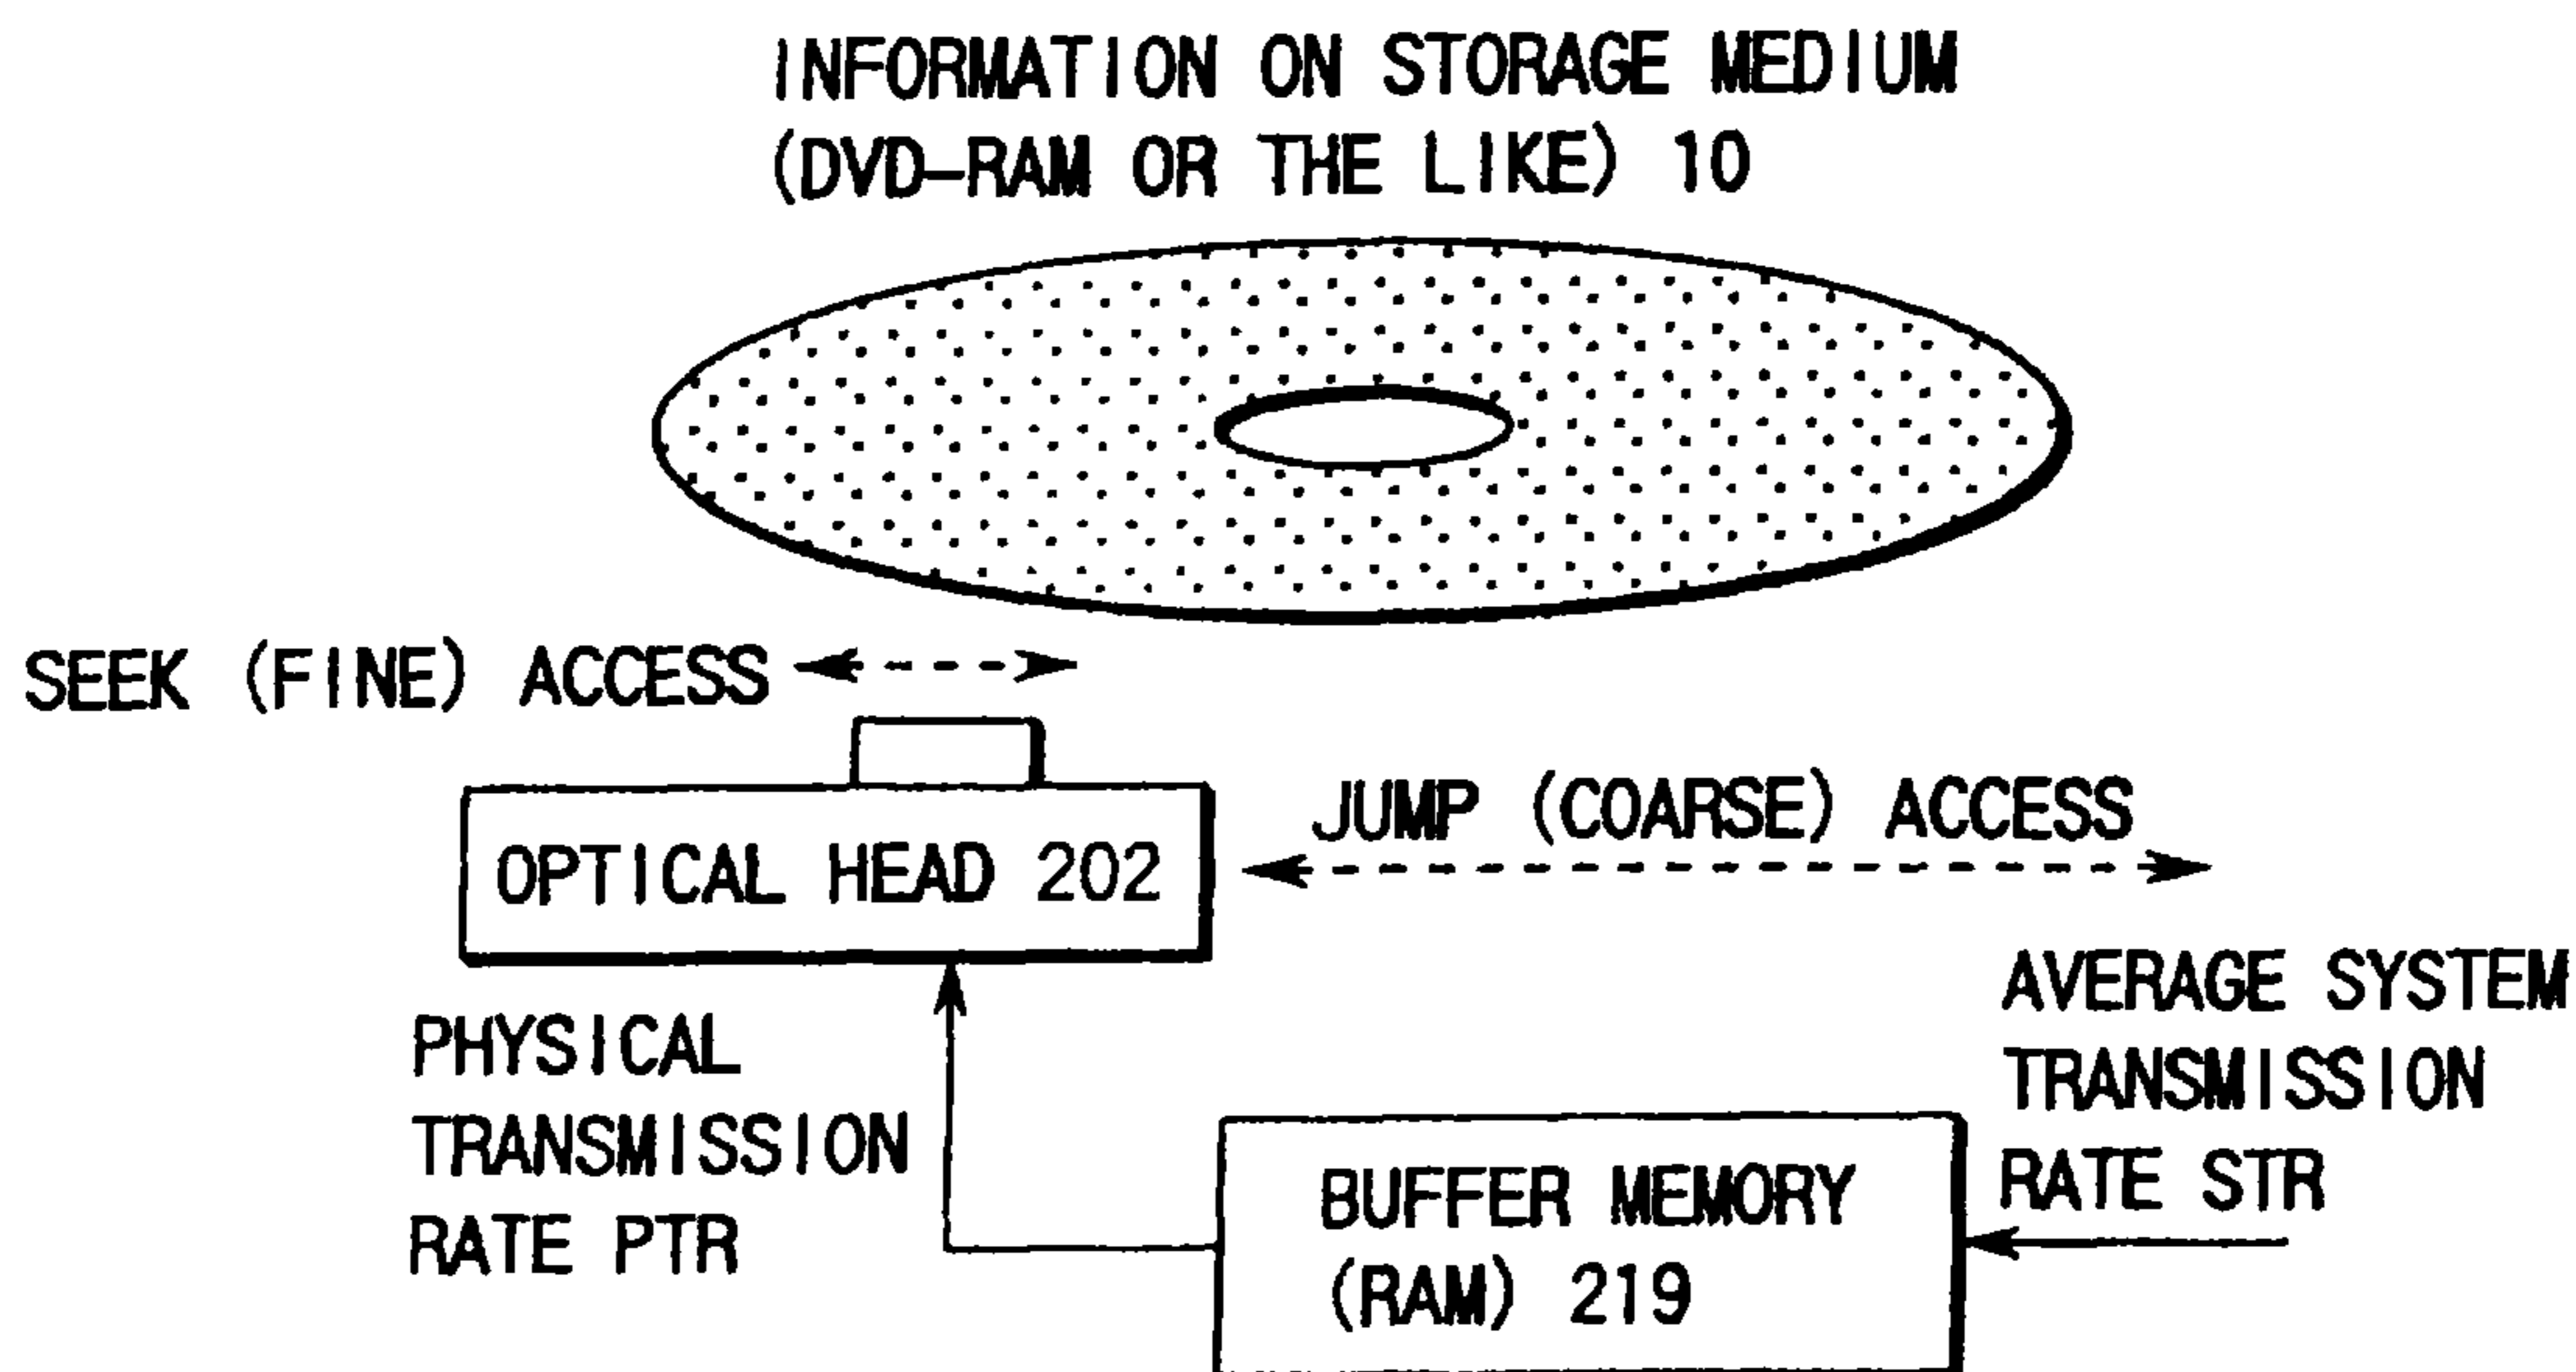 INFORMATION ON STORAGE MEDIUM
(DVD-RAM OR THE LIKE) 10
SEEK (FINE) ACCESS
JUMP (COARSE) ACCESS
OPTICAL HEAD 202
PHYSICAL
TRANSMISSION
RATE PTR
AVERAGE SYSTEM
TRANSMISSION
RATE STR
BUFFER MEMORY
(RAM) 219